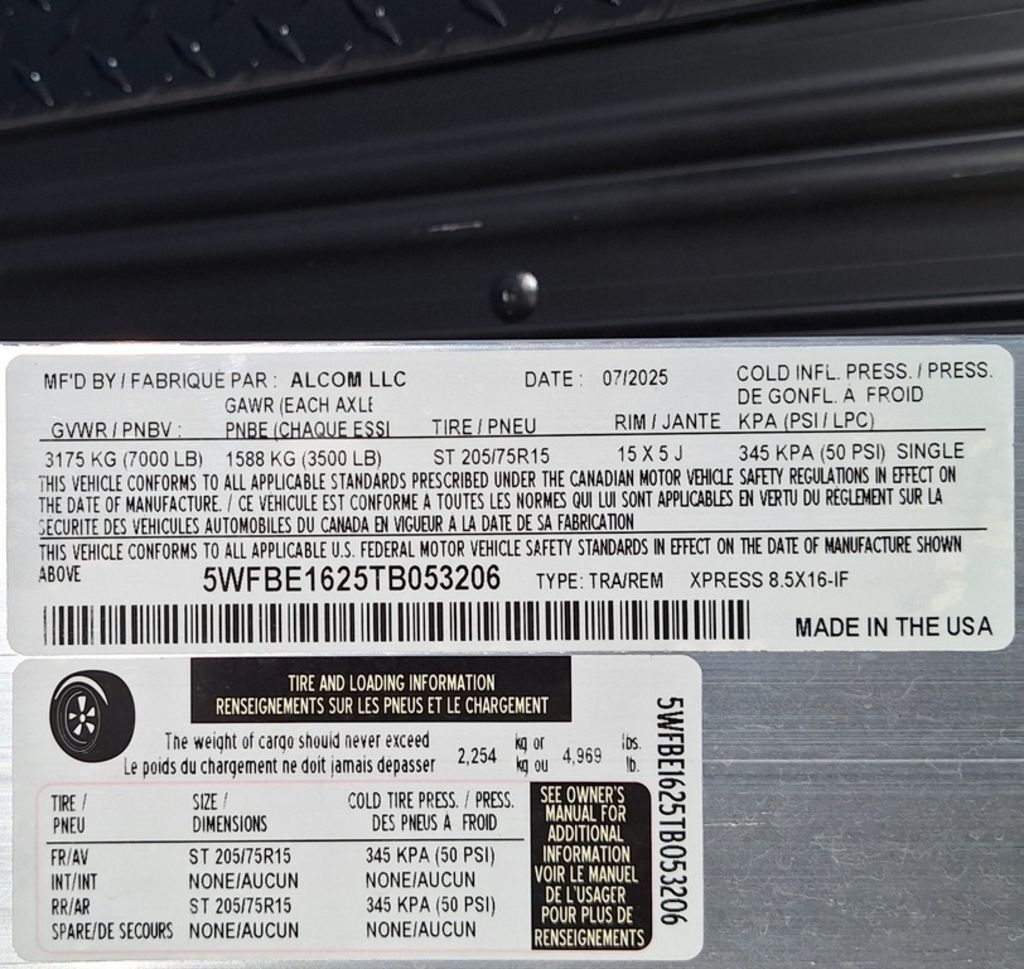 MF'D BY / FABRIQUE PAR : ALCOM LLC DATE : 07/2025 COLD INFL. PRESS. / PRESS.
DE GONFL. A FROID
GAWR (EACH AXLE
GVWR / PNBV : PNBE (CHAQUE ESSI TIRE / PNEU RIM / JANTE KPA (PSI / LPC)
3175 KG (7000 LB) 1588 KG (3500 LB) ST 205/75R15 15 X 5 J 345 KPA (50 PSI) SINGLE
THIS VEHICLE CONFORMS TO ALL APPLICABLE STANDARDS PRESCRIBED UNDER THE CANADIAN MOTOR VEHICLE SAFETY REGULATIONS IN EFFECT ON
THE DATE OF MANUFACTURE. / CE VEHICULE EST CONFORME A TOUTES LES NORMES QUI LUI SONT APPLICABLES EN VERTU DU REGLEMENT SUR LA
SECURITE DES VEHICULES AUTOMOBILES DU CANADA EN VIGUEUR A LA DATE DE SA FABRICATION
THIS VEHICLE CONFORMS TO ALL APPLICABLE U.S. FEDERAL MOTOR VEHICLE SAFETY STANDARDS IN EFFECT ON THE DATE OF MANUFACTURE SHOWN
ABOVE 5WFBE1625TB053206 TYPE: TRA/REM XPRESS 8.5X16-IF
MADE IN THE USA
TIRE AND LOADING INFORMATION
RENSEIGNEMENTS SUR LES PNEUS ET LE CHARGEMENT
The weight of cargo should never exceed 2,254 kg or 4,969 lbs.
Le poids du chargement ne doit jamais depasser kg ou lb.
TIRE / SIZE / COLD TIRE PRESS. / PRESS.
PNEU DIMENSIONS DES PNEUS A FROID
FR/AV ST 205/75R15 345 KPA (50 PSI)
INT/INT NONE/AUCUN NONE/AUCUN
RR/AR ST 205/75R15 345 KPA (50 PSI)
SPARE/DE SECOURS NONE/AUCUN NONE/AUCUN
SEE OWNER'S
MANUAL FOR
ADDITIONAL
INFORMATION
VOIR LE MANUEL
DE L'USAGER
POUR PLUS DE
RENSEIGNEMENTS
5WFBE1625TB053206